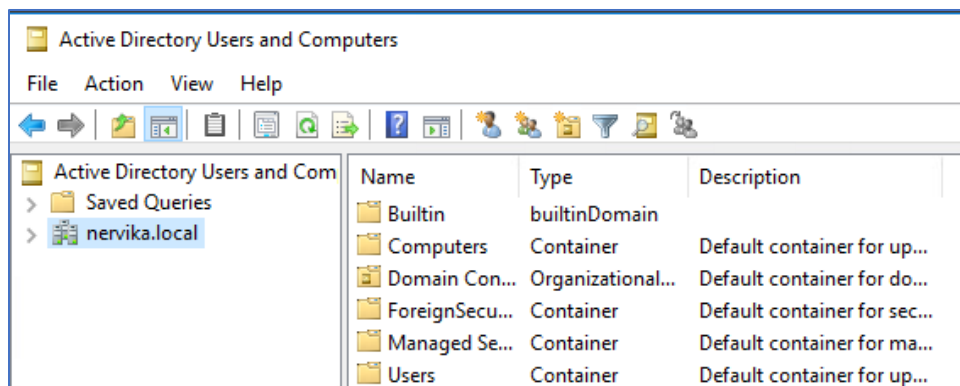 Active Directory Users and Computers
File Action View Help
Active Directory Users and Com
Saved Queries
nervika.local
Name Type Description
Builtin builtinDomain
Computers Container Default container for up...
Domain Con... Organizational... Default container for do...
ForeignSecu... Container Default container for sec...
Managed Se... Container Default container for ma...
Users Container Default container for up...